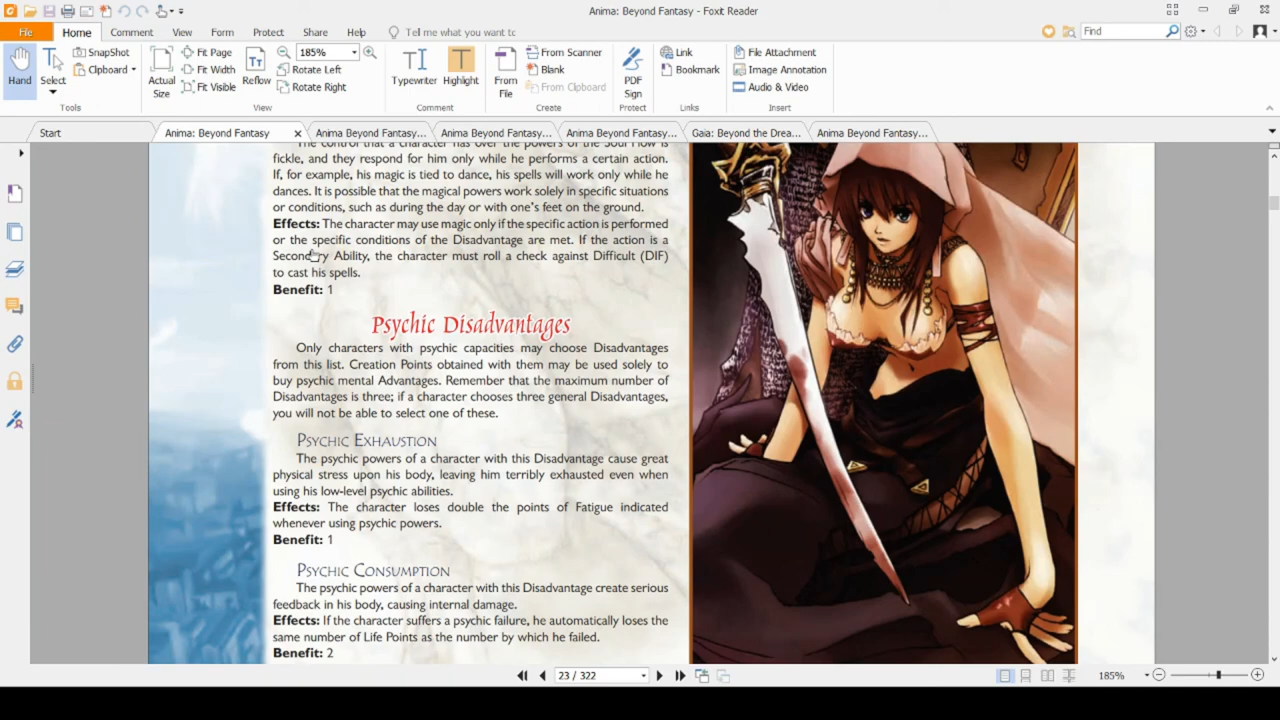 Anima: Beyond Fantasy - Foxit Reader
File
Home
Comment
View
Form
Protect
Share
Help
Tell me what you want tc
Find
Hand
Select
SnapShot
Clipboard
Tools
Actual Size
Fit Page
Fit Width
Fit Visible
Reflow
185%
Rotate Left
Rotate Right
View
Typewriter
Highlight
Comment
From File
From Scanner
Blank
From Clipboard
Create
PDF Sign
Protect
Link
Bookmark
Links
File Attachment
Image Annotation
Audio & Video
Insert
Start
Anima: Beyond Fantasy
Anima Beyond Fantasy...
Anima Beyond Fantasy...
Anima Beyond Fantasy...
Gaia: Beyond the Drea...
Anima Beyond Fantasy...
The control that a character has over the powers of the Soul Flow is
fickle, and they respond for him only while he performs a certain action.
If, for example, his magic is tied to dance, his spells will work only while he
dances. It is possible that the magical powers work solely in specific situations
or conditions, such as during the day or with one's feet on the ground.
Effects: The character may use magic only if the specific action is performed
or the specific conditions of the Disadvantage are met. If the action is a
Secondary Ability, the character must roll a check against Difficult (DIF)
to cast his spells.
Benefit: 1
Psychic Disadvantages
Only characters with psychic capacities may choose Disadvantages
from this list. Creation Points obtained with them may be used solely to
buy psychic mental Advantages. Remember that the maximum number of
Disadvantages is three; if a character chooses three general Disadvantages,
you will not be able to select one of these.
Psychic Exhaustion
The psychic powers of a character with this Disadvantage cause great
physical stress upon his body, leaving him terribly exhausted even when
using his low-level psychic abilities.
Effects: The character loses double the points of Fatigue indicated
whenever using psychic powers.
Benefit: 1
Psychic Consumption
The psychic powers of a character with this Disadvantage create serious
feedback in his body, causing internal damage.
Effects: If the character suffers a psychic failure, he automatically loses the
same number of Life Points as the number by which he failed.
Benefit: 2
23 / 322
185%